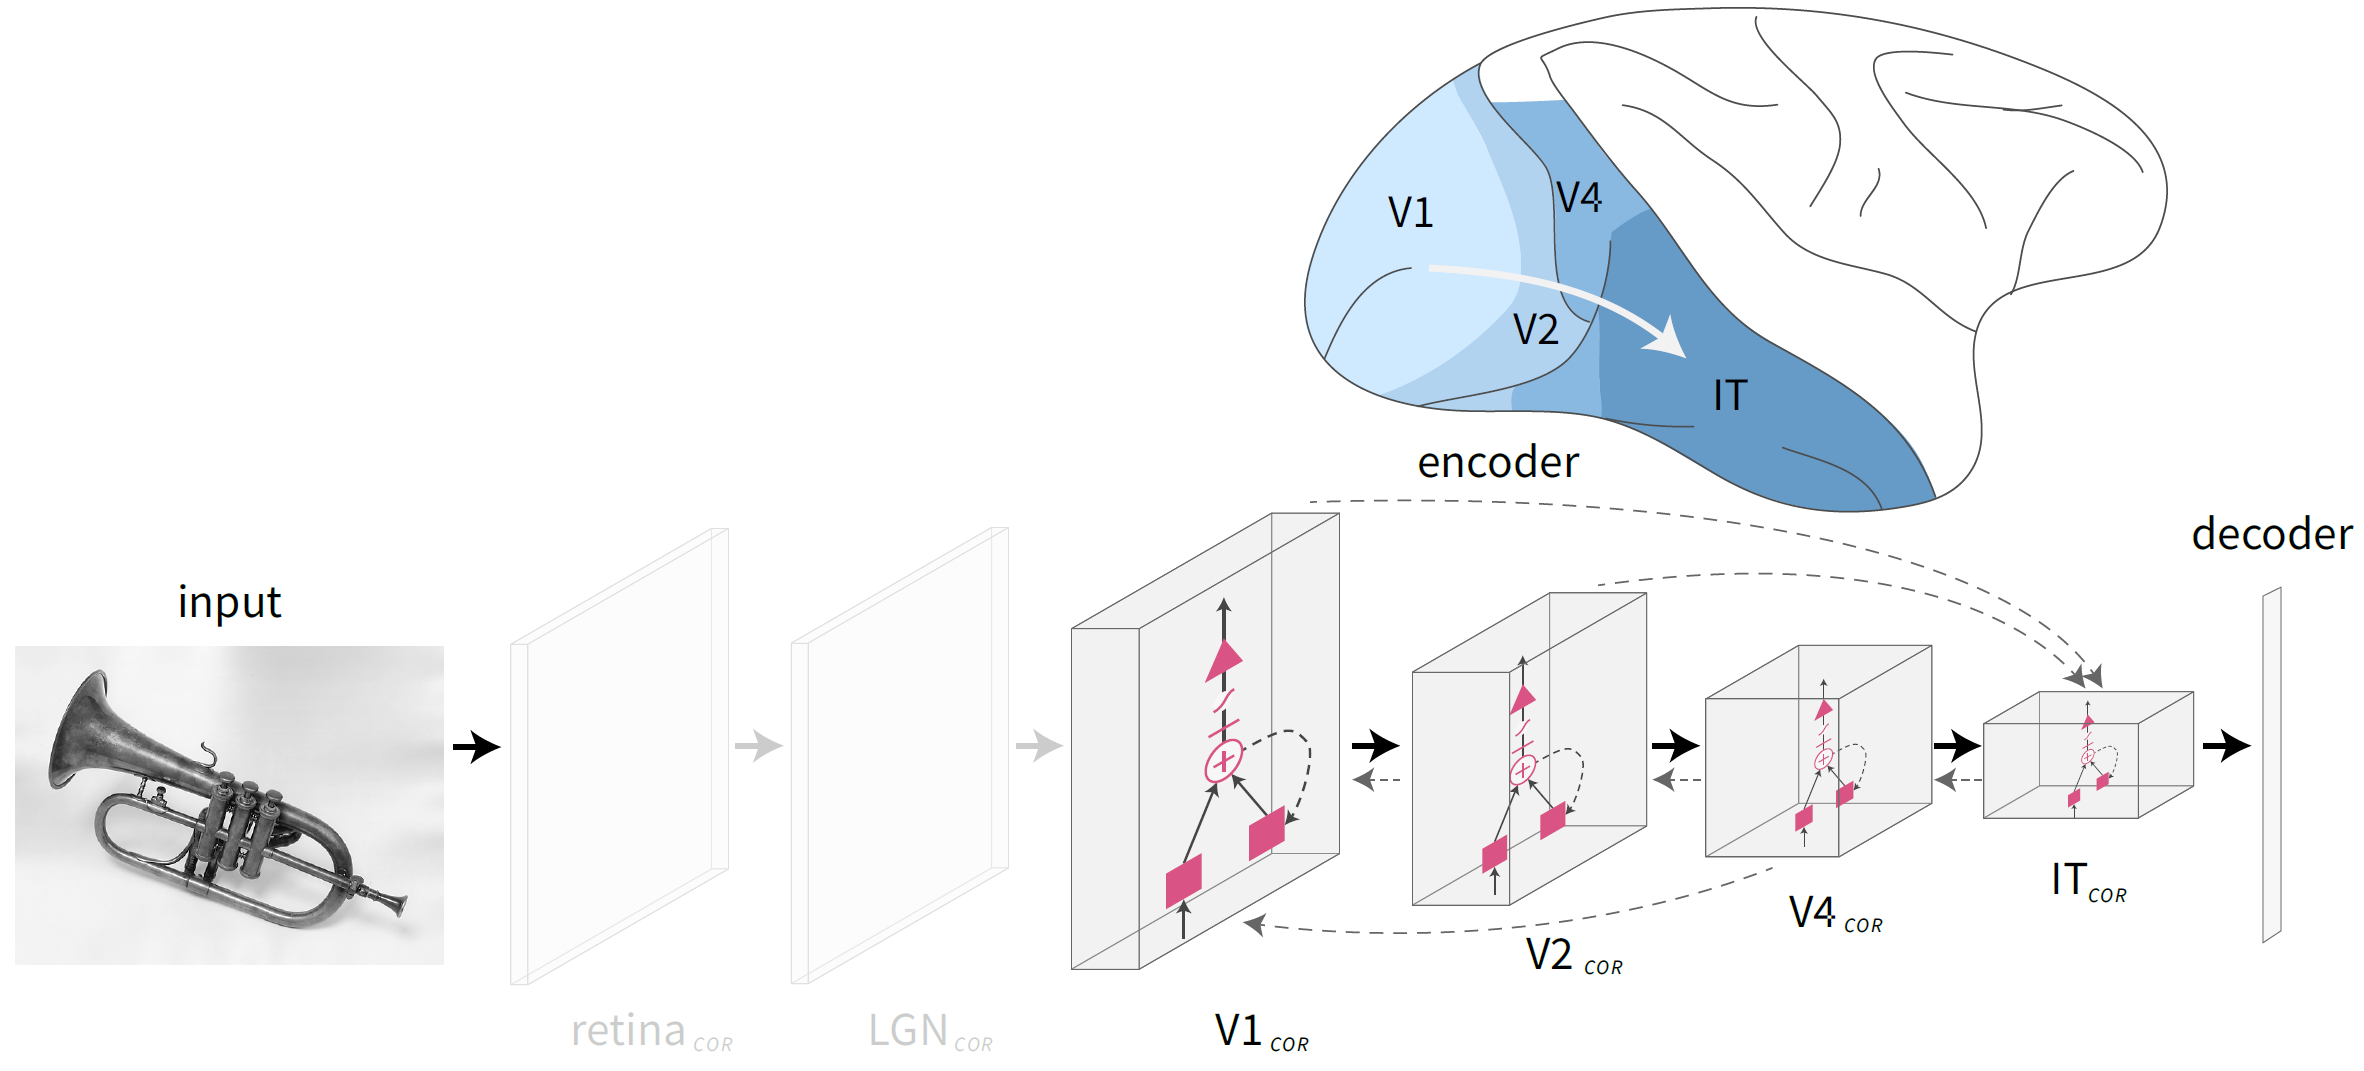 V1
V4
V2
IT
encoder
decoder
input
retina COR
LGN COR
V1 COR
V2 COR
V4 COR
IT COR